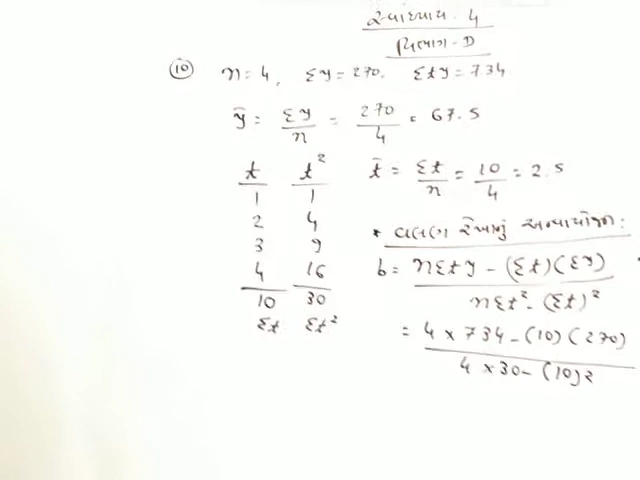 સ્વાધ્યાય 4
વિભાગ - D
(10) n = 4, Σy = 270, Σty = 734
ȳ = Σy/n = 270/4 = 67.5
t t²
1 1
2 4
3 9
4 16
10 30
Σt Σt²
t̄ = Σt/n = 10/4 = 2.5
* વલણ રેખાનું અન્વાયોજન :
b = nΣty - (Σt)(Σy) / nΣt² - (Σt)²
= 4 × 734 - (10)(270) / 4 × 30 - (10)2